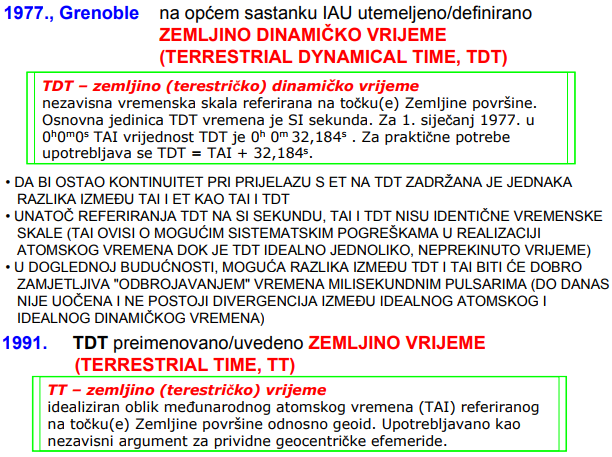 1977., Grenoble na općem sastanku IAU utemeljeno/definirano
ZEMLJINO DINAMIČKO VRIJEME
(TERRESTRIAL DYNAMICAL TIME, TDT)
TDT – zemljino (terestričko) dinamičko vrijeme
nezavisna vremenska skala referirana na točku(e) Zemljine površine.
Osnovna jedinica TDT vremena je SI sekunda. Za 1. siječanj 1977. u
0ʰ0ᵐ0ˢ TAI vrijednost TDT je 0ʰ 0ᵐ 32,184ˢ . Za praktične potrebe
upotrebljava se TDT = TAI + 32,184ˢ.
• DA BI OSTAO KONTINUITET PRI PRIJELAZU S ET NA TDT ZADRŽANA JE JEDNAKA
RAZLIKA IZMEĐU TAI I ET KAO TAI I TDT
• UNATOČ REFERIRANJA TDT NA SI SEKUNDU, TAI I TDT NISU IDENTIČNE VREMENSKE
SKALE (TAI OVISI O MOGUĆIM SISTEMATSKIM POGREŠKAMA U REALIZACIJI
ATOMSKOG VREMENA DOK JE TDT IDEALNO JEDNOLIKO, NEPREKINUTO VRIJEME)
• U DOGLEDNOJ BUDUĆNOSTI, MOGUĆA RAZLIKA IZMEĐU TDT I TAI BITI ĆE DOBRO
ZAMJETLJIVA "ODBROJAVANJEM" VREMENA MILISEKUNDNIM PULSARIMA (DO DANAS
NIJE UOČENA I NE POSTOJI DIVERGENCIJA IZMEĐU IDEALNOG ATOMSKOG I
IDEALNOG DINAMIČKOG VREMENA)
1991. TDT preimenovano/uvedeno ZEMLJINO VRIJEME
(TERRESTRIAL TIME, TT)
TT – zemljino (terestričko) vrijeme
idealiziran oblik međunarodnog atomskog vremena (TAI) referiranog
na točku(e) Zemljine površine odnosno geoid. Upotrebljavano kao
nezavisni argument za prividne geocentričke efemeride.